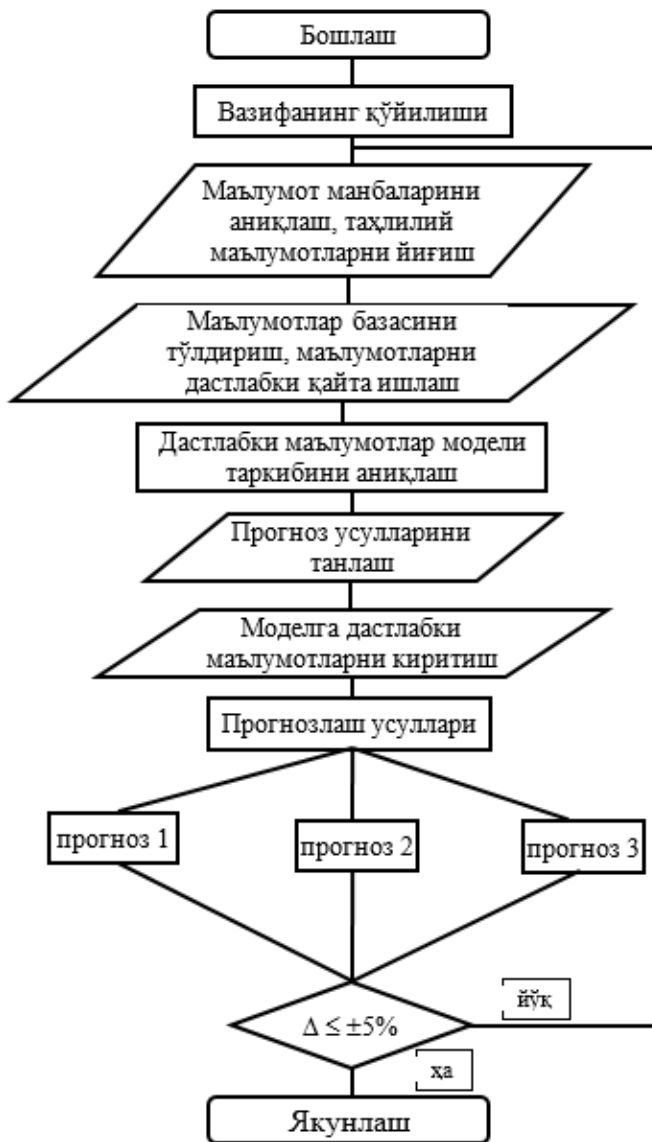 Бошлаш
Вазифанинг қўйилиши
Маълумот манбаларини
аниқлаш, таҳлилий
маълумотларни йиғиш
Маълумотлар базасини
тўлдириш, маълумотларни
дастлабки қайта ишлаш
Дастлабки маълумотлар модели
таркибини аниқлаш
Прогноз усулларини
танлаш
Моделга дастлабки
маълумотларни киритиш
Прогнозлаш усуллари
прогноз 1
прогноз 2
прогноз 3
йўқ
Δ ≤ ±5%
ҳа
Якунлаш